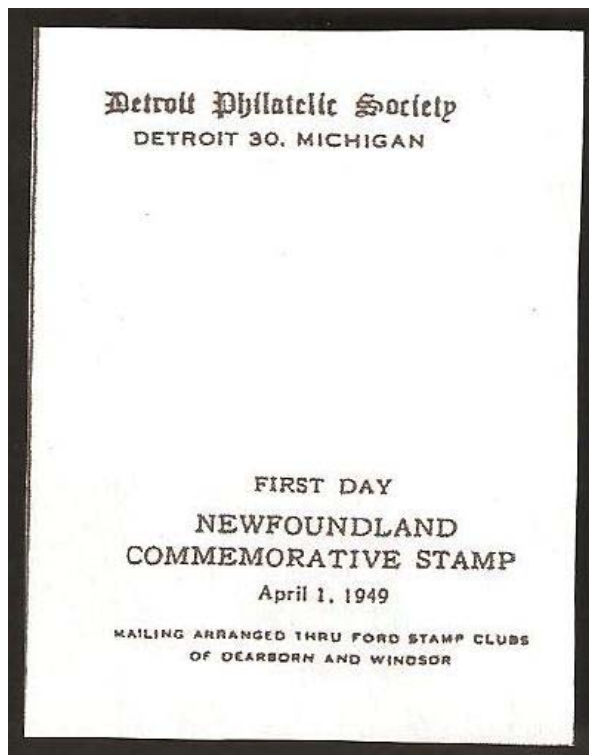 Detroit Philatelic Society
DETROIT 30, MICHIGAN
FIRST DAY
NEWFOUNDLAND
COMMEMORATIVE STAMP
April 1, 1949
MAILING ARRANGED THRU FORD STAMP CLUBS
OF DEARBORN AND WINDSOR